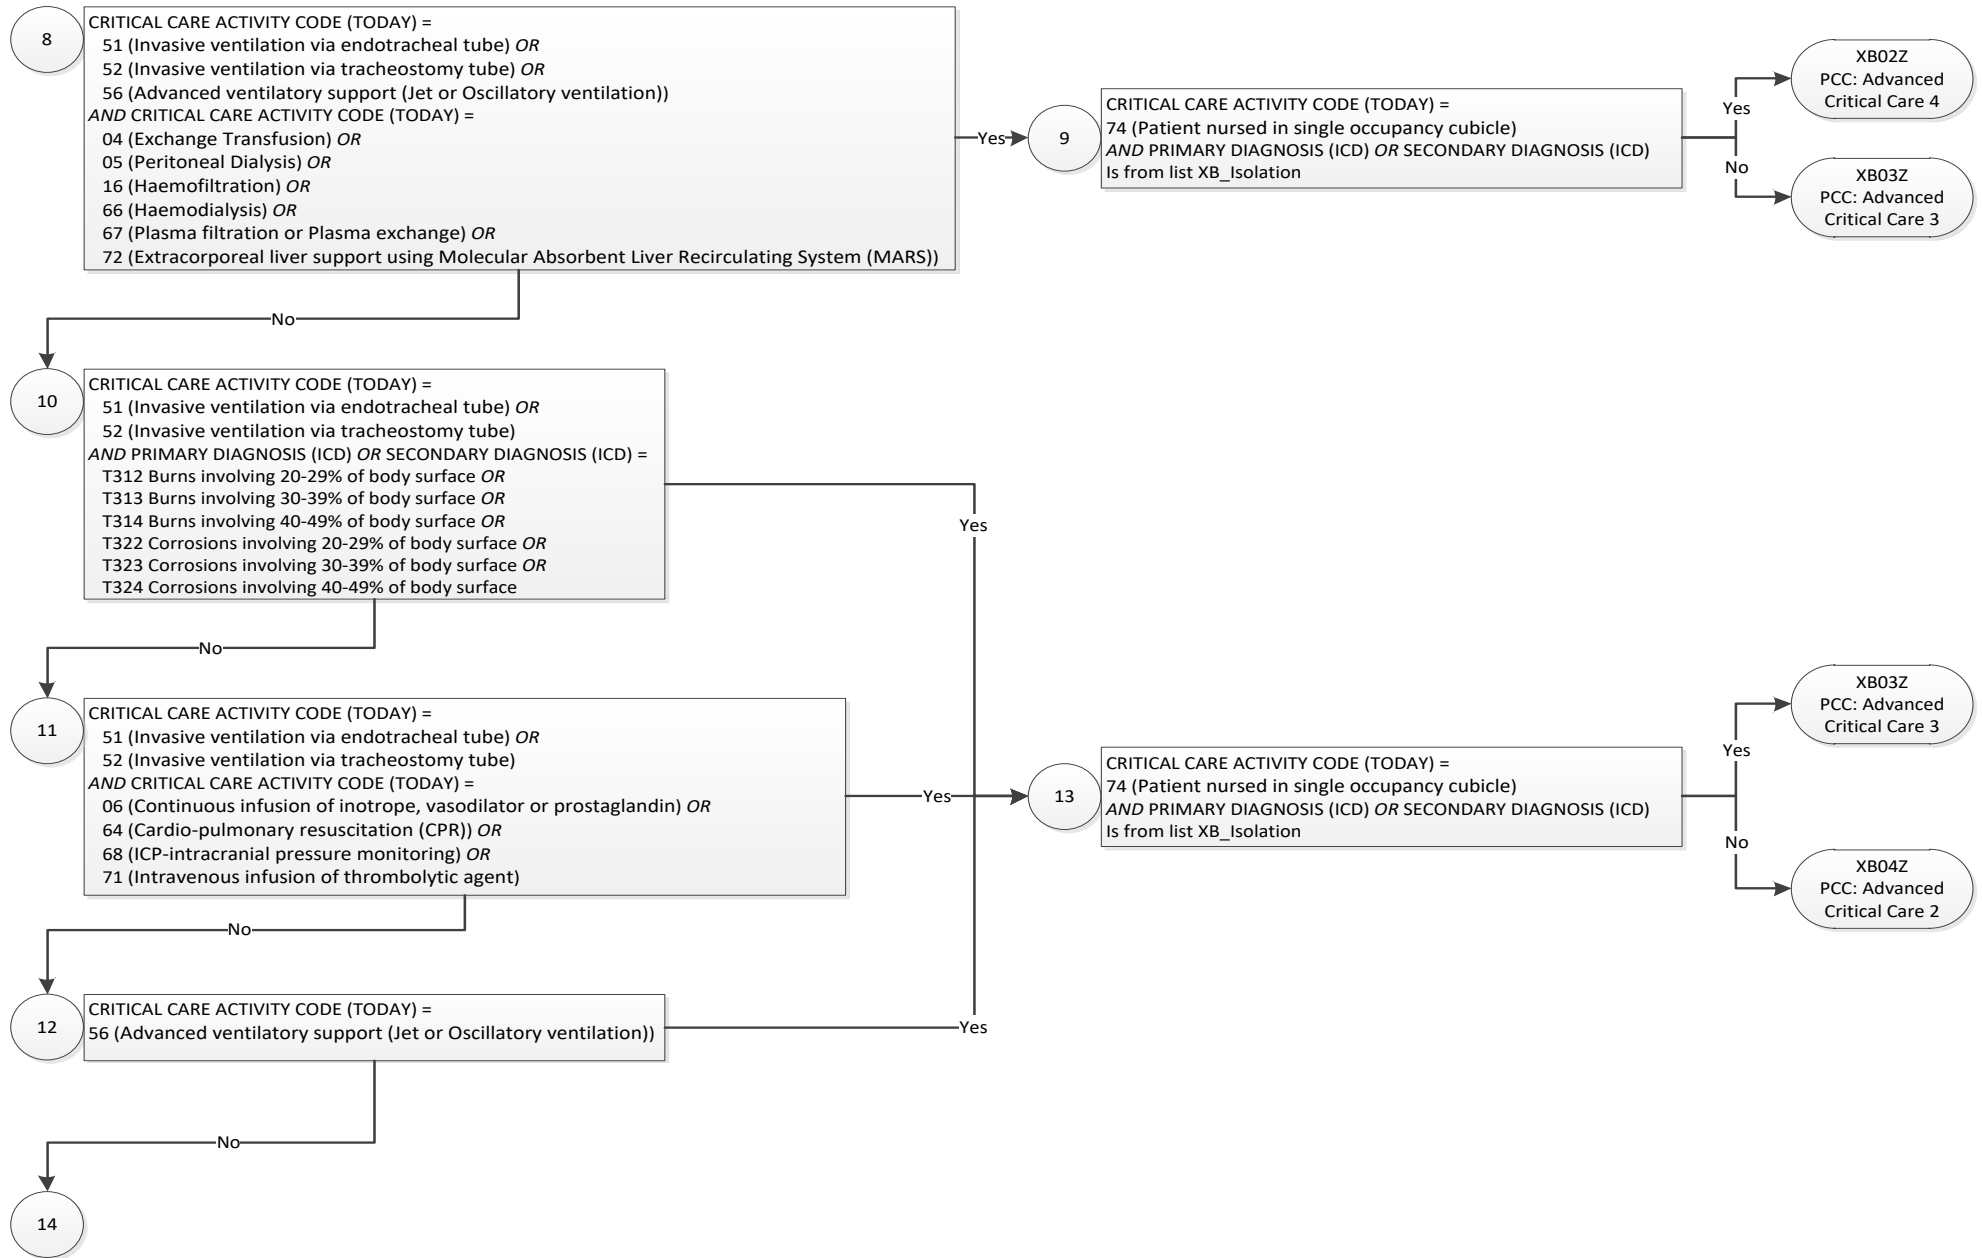 8
CRITICAL CARE ACTIVITY CODE (TODAY) =
51 (Invasive ventilation via endotracheal tube) OR
52 (Invasive ventilation via tracheostomy tube) OR
56 (Advanced ventilatory support (Jet or Oscillatory ventilation))
AND CRITICAL CARE ACTIVITY CODE (TODAY) =
04 (Exchange Transfusion) OR
05 (Peritoneal Dialysis) OR
16 (Haemofiltration) OR
66 (Haemodialysis) OR
67 (Plasma filtration or Plasma exchange) OR
72 (Extracorporeal liver support using Molecular Absorbent Liver Recirculating System (MARS))
Yes
9
CRITICAL CARE ACTIVITY CODE (TODAY) =
74 (Patient nursed in single occupancy cubicle)
AND PRIMARY DIAGNOSIS (ICD) OR SECONDARY DIAGNOSIS (ICD)
Is from list XB_Isolation
Yes
XB02Z
PCC: Advanced
Critical Care 4
No
XB03Z
PCC: Advanced
Critical Care 3
No
10
CRITICAL CARE ACTIVITY CODE (TODAY) =
51 (Invasive ventilation via endotracheal tube) OR
52 (Invasive ventilation via tracheostomy tube)
AND PRIMARY DIAGNOSIS (ICD) OR SECONDARY DIAGNOSIS (ICD) =
T312 Burns involving 20-29% of body surface OR
T313 Burns involving 30-39% of body surface OR
T314 Burns involving 40-49% of body surface OR
T322 Corrosions involving 20-29% of body surface OR
T323 Corrosions involving 30-39% of body surface OR
T324 Corrosions involving 40-49% of body surface
Yes
No
11
CRITICAL CARE ACTIVITY CODE (TODAY) =
51 (Invasive ventilation via endotracheal tube) OR
52 (Invasive ventilation via tracheostomy tube)
AND CRITICAL CARE ACTIVITY CODE (TODAY) =
06 (Continuous infusion of inotrope, vasodilator or prostaglandin) OR
64 (Cardio-pulmonary resuscitation (CPR)) OR
68 (ICP-intracranial pressure monitoring) OR
71 (Intravenous infusion of thrombolytic agent)
Yes
13
CRITICAL CARE ACTIVITY CODE (TODAY) =
74 (Patient nursed in single occupancy cubicle)
AND PRIMARY DIAGNOSIS (ICD) OR SECONDARY DIAGNOSIS (ICD)
Is from list XB_Isolation
Yes
XB03Z
PCC: Advanced
Critical Care 3
No
XB04Z
PCC: Advanced
Critical Care 2
No
12
CRITICAL CARE ACTIVITY CODE (TODAY) =
56 (Advanced ventilatory support (Jet or Oscillatory ventilation))
Yes
No
14